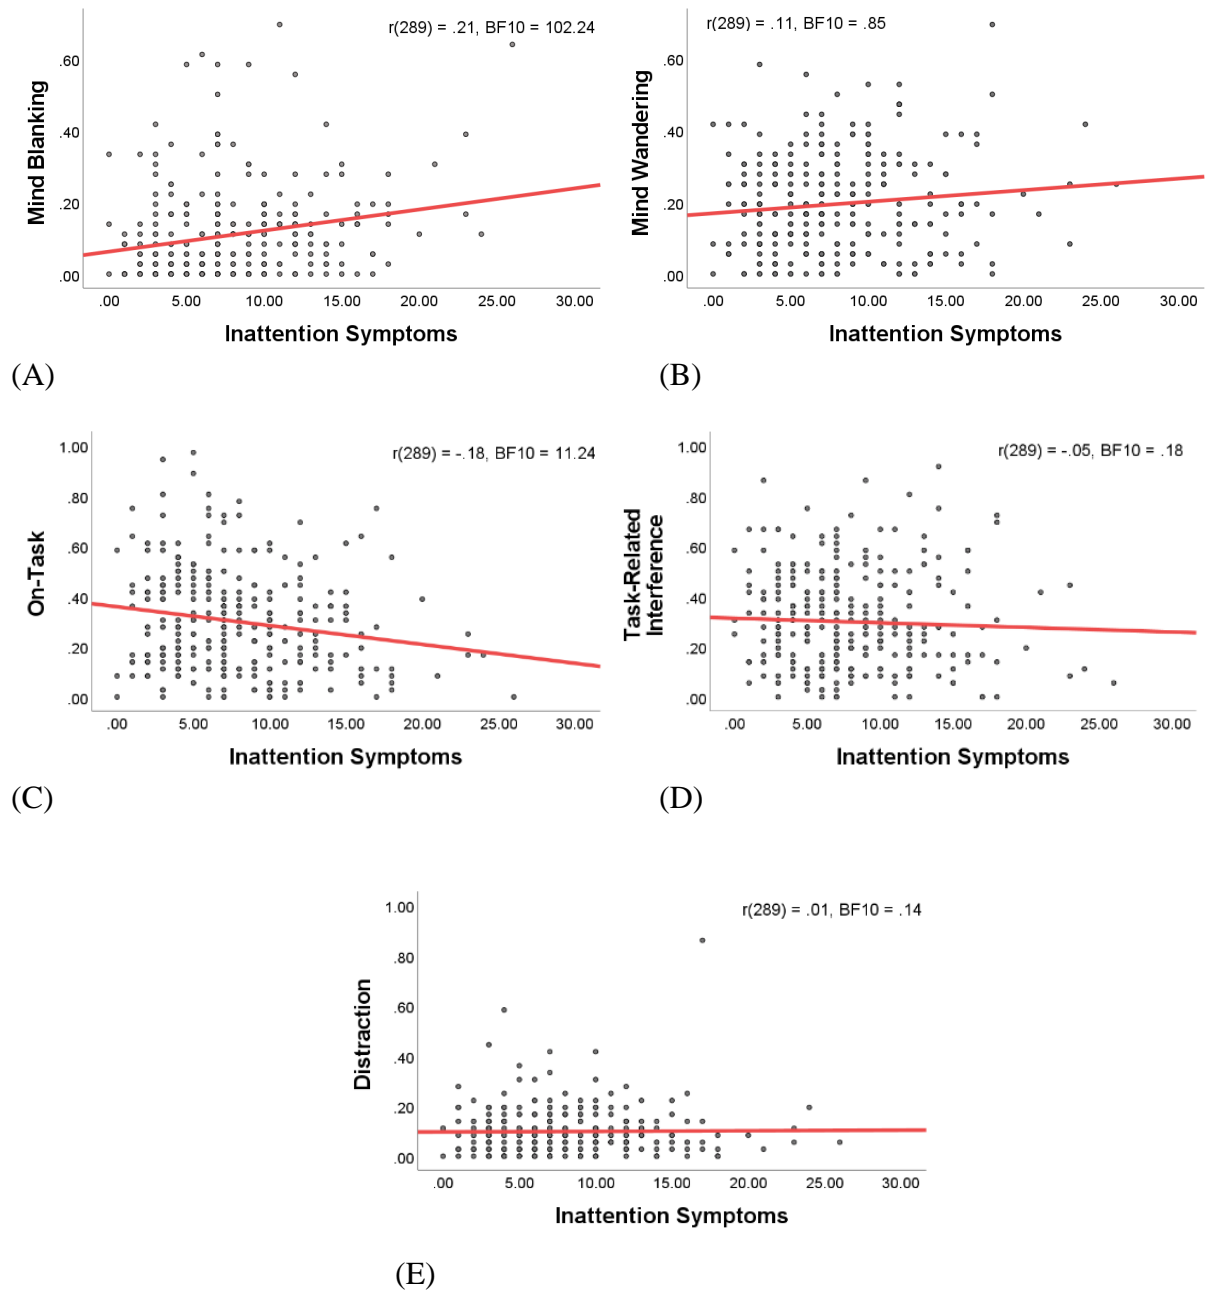 r(289) = .21, BF10 = 102.24
.60
.40
.20
.00
Mind Blanking
.00 5.00 10.00 15.00 20.00 25.00 30.00
Inattention Symptoms
(A)
r(289) = .11, BF10 = .85
.60
.40
.20
.00
Mind Wandering
.00 5.00 10.00 15.00 20.00 25.00 30.00
Inattention Symptoms
(B)
r(289) = -.18, BF10 = 11.24
1.00
.80
.60
.40
.20
.00
On-Task
.00 5.00 10.00 15.00 20.00 25.00 30.00
Inattention Symptoms
(C)
r(289) = -.05, BF10 = .18
1.00
.80
.60
.40
.20
.00
Task-Related
Interference
.00 5.00 10.00 15.00 20.00 25.00 30.00
Inattention Symptoms
(D)
r(289) = .01, BF10 = .14
1.00
.80
.60
.40
.20
.00
Distraction
.00 5.00 10.00 15.00 20.00 25.00 30.00
Inattention Symptoms
(E)